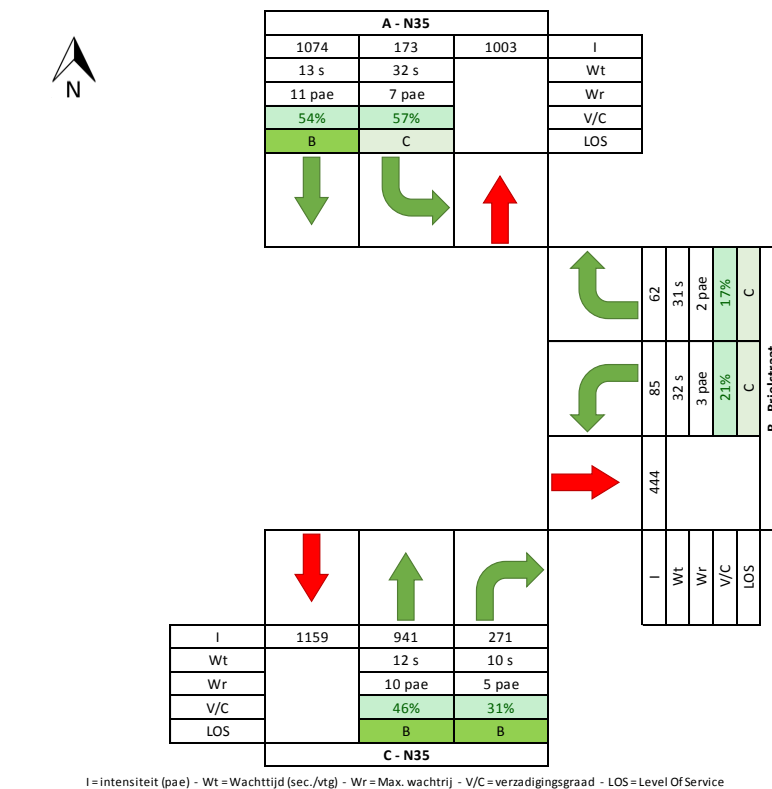 A - N35
1074 173 1003 I
13 s 32 s Wt
11 pae 7 pae Wr
54% 57% V/C
B C LOS
N
62 31 s 2 pae 17% C
85 32 s 3 pae 21% C
444
I Wt Wr V/C LOS
I 1159 941 271
Wt 12 s 10 s
Wr 10 pae 5 pae
V/C 46% 31%
LOS B B
C - N35
I = intensiteit (pae) - Wt = Wachttijd (sec./vtg) - Wr = Max. wachtrij - V/C = verzadigingsgraad - LOS = Level Of Service